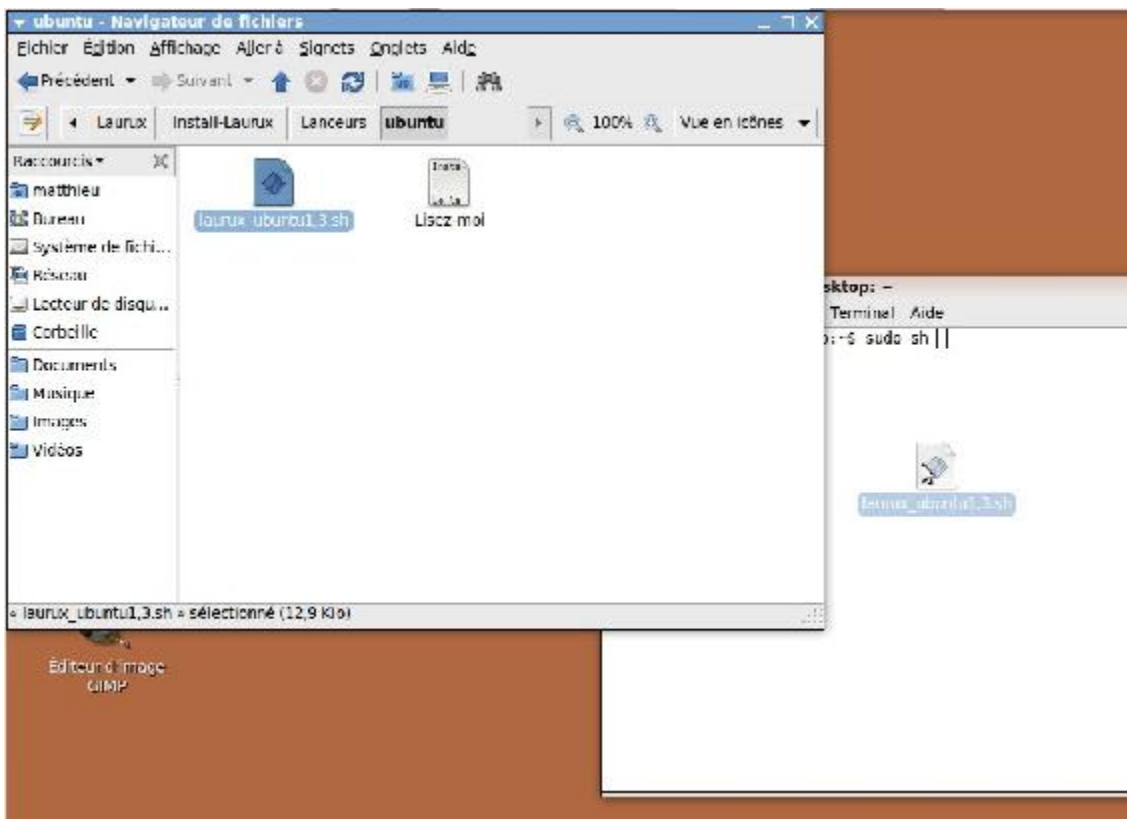 ubuntu - Navigateur de fichiers
Fichier Édition Affichage Aller à Signets Onglets Aide
Précédent Suivant
Laurux Install-Laurux Lanceurs ubuntu 100% Vue en icônes
Raccourcis
matthieu
Bureau
Système de fichi...
Réseau
Lecteur de disqu...
Corbeille
Documents
Musique
Images
Vidéos
laurux_ubuntu1,3.sh
Lisez-moi
« laurux_ubuntu1,3.sh » sélectionné (12,9 Kio)
sktop: ~
Terminal Aide
:~$ sudo sh
laurux_ubuntu1,3.sh
Éditeur d'image
GIMP